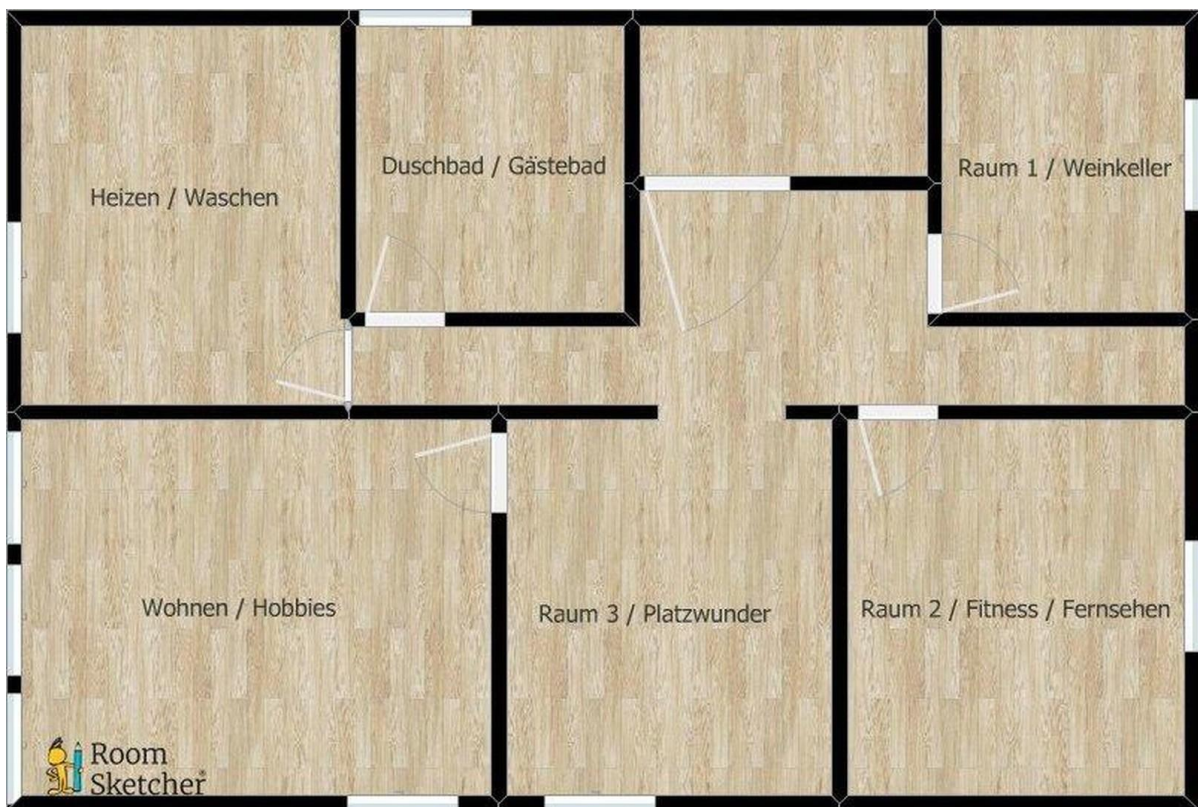 Duschbad / Gästebad
Raum 1 / Weinkeller
Heizen / Waschen
Wohnen / Hobbies
Raum 3 / Platzwunder
Raum 2 / Fitness / Fernsehen
Room
Sketcher®